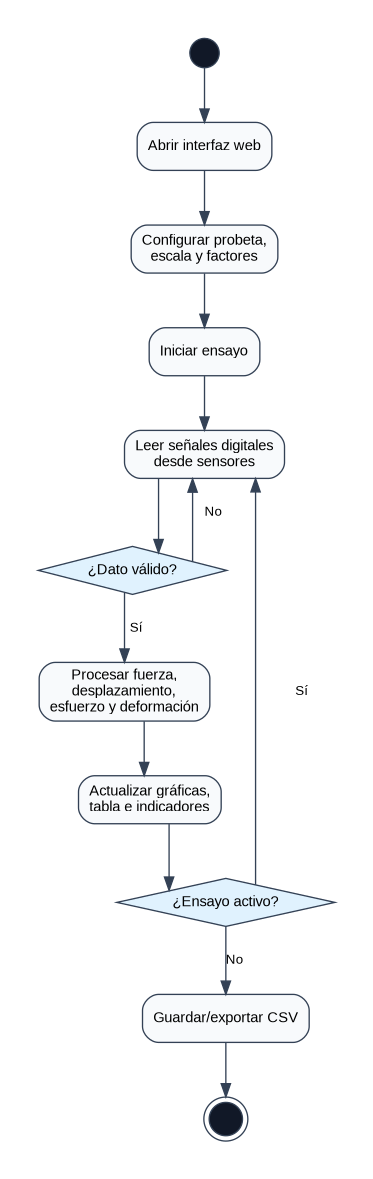 Abrir interfaz web
Configurar probeta,
escala y factores
Iniciar ensayo
Leer señales digitales
desde sensores
No
¿Dato válido?
Sí
Procesar fuerza,
desplazamiento,
esfuerzo y deformación
Sí
Actualizar gráficas,
tabla e indicadores
¿Ensayo activo?
No
Guardar/exportar CSV